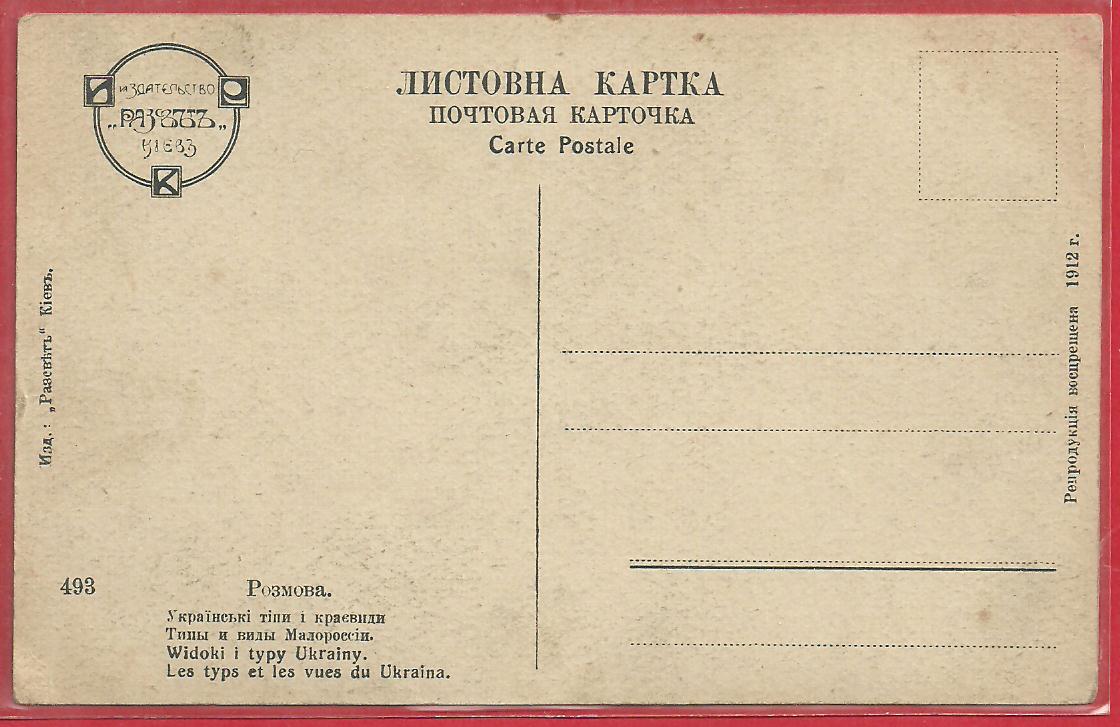 И Р
ИЗДАТЕЛЬСТВО
„РАЗСВѢТЪ„
КІЕВЪ
К
ЛИСТОВНА КАРТКА
ПОЧТОВАЯ КАРТОЧКА
Carte Postale
Изд.: „Разсвѣтъ“ Кіевъ.
Репродукція воспрещена 1912 г.
493
Розмова.
Українські тіпи і краєвиди
Типы и виды Малороссіи.
Widoki i typy Ukrainy.
Les typs et les vues du Ukraina.